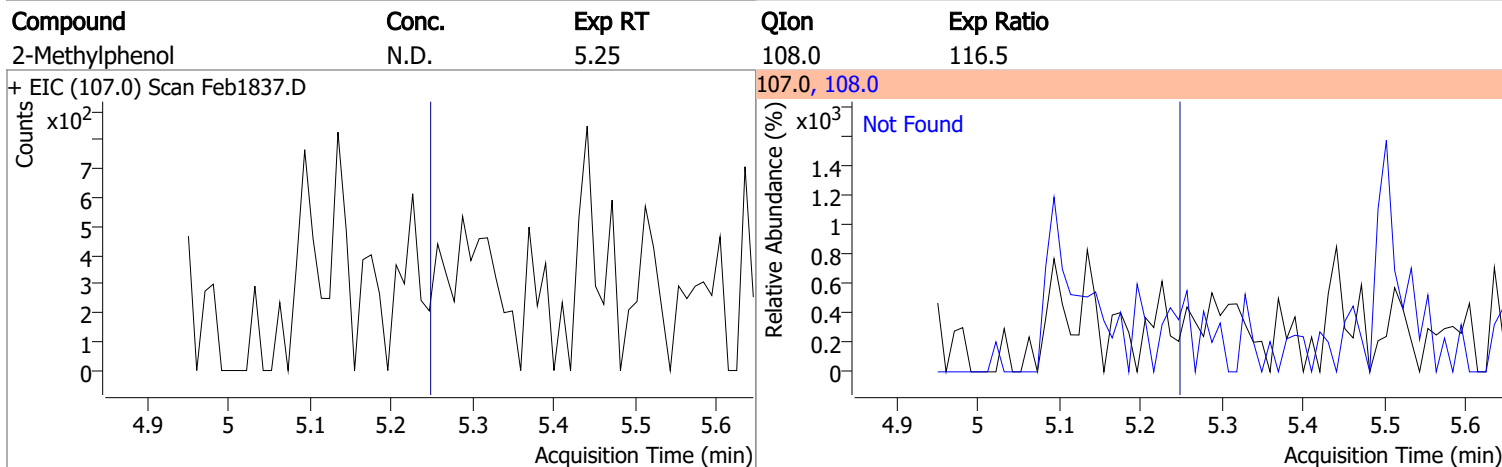 Compound Conc. Exp RT QIon Exp Ratio
2-Methylphenol N.D. 5.25 108.0 116.5
+ EIC (107.0) Scan Feb1837.D
Counts
x10²
7
6
5
4
3
2
1
0
4.9 5 5.1 5.2 5.3 5.4 5.5 5.6
Acquisition Time (min)
107.0, 108.0
Relative Abundance (%)
x10³
Not Found
1.4
1.2
1
0.8
0.6
0.4
0.2
0
4.9 5 5.1 5.2 5.3 5.4 5.5 5.6
Acquisition Time (min)